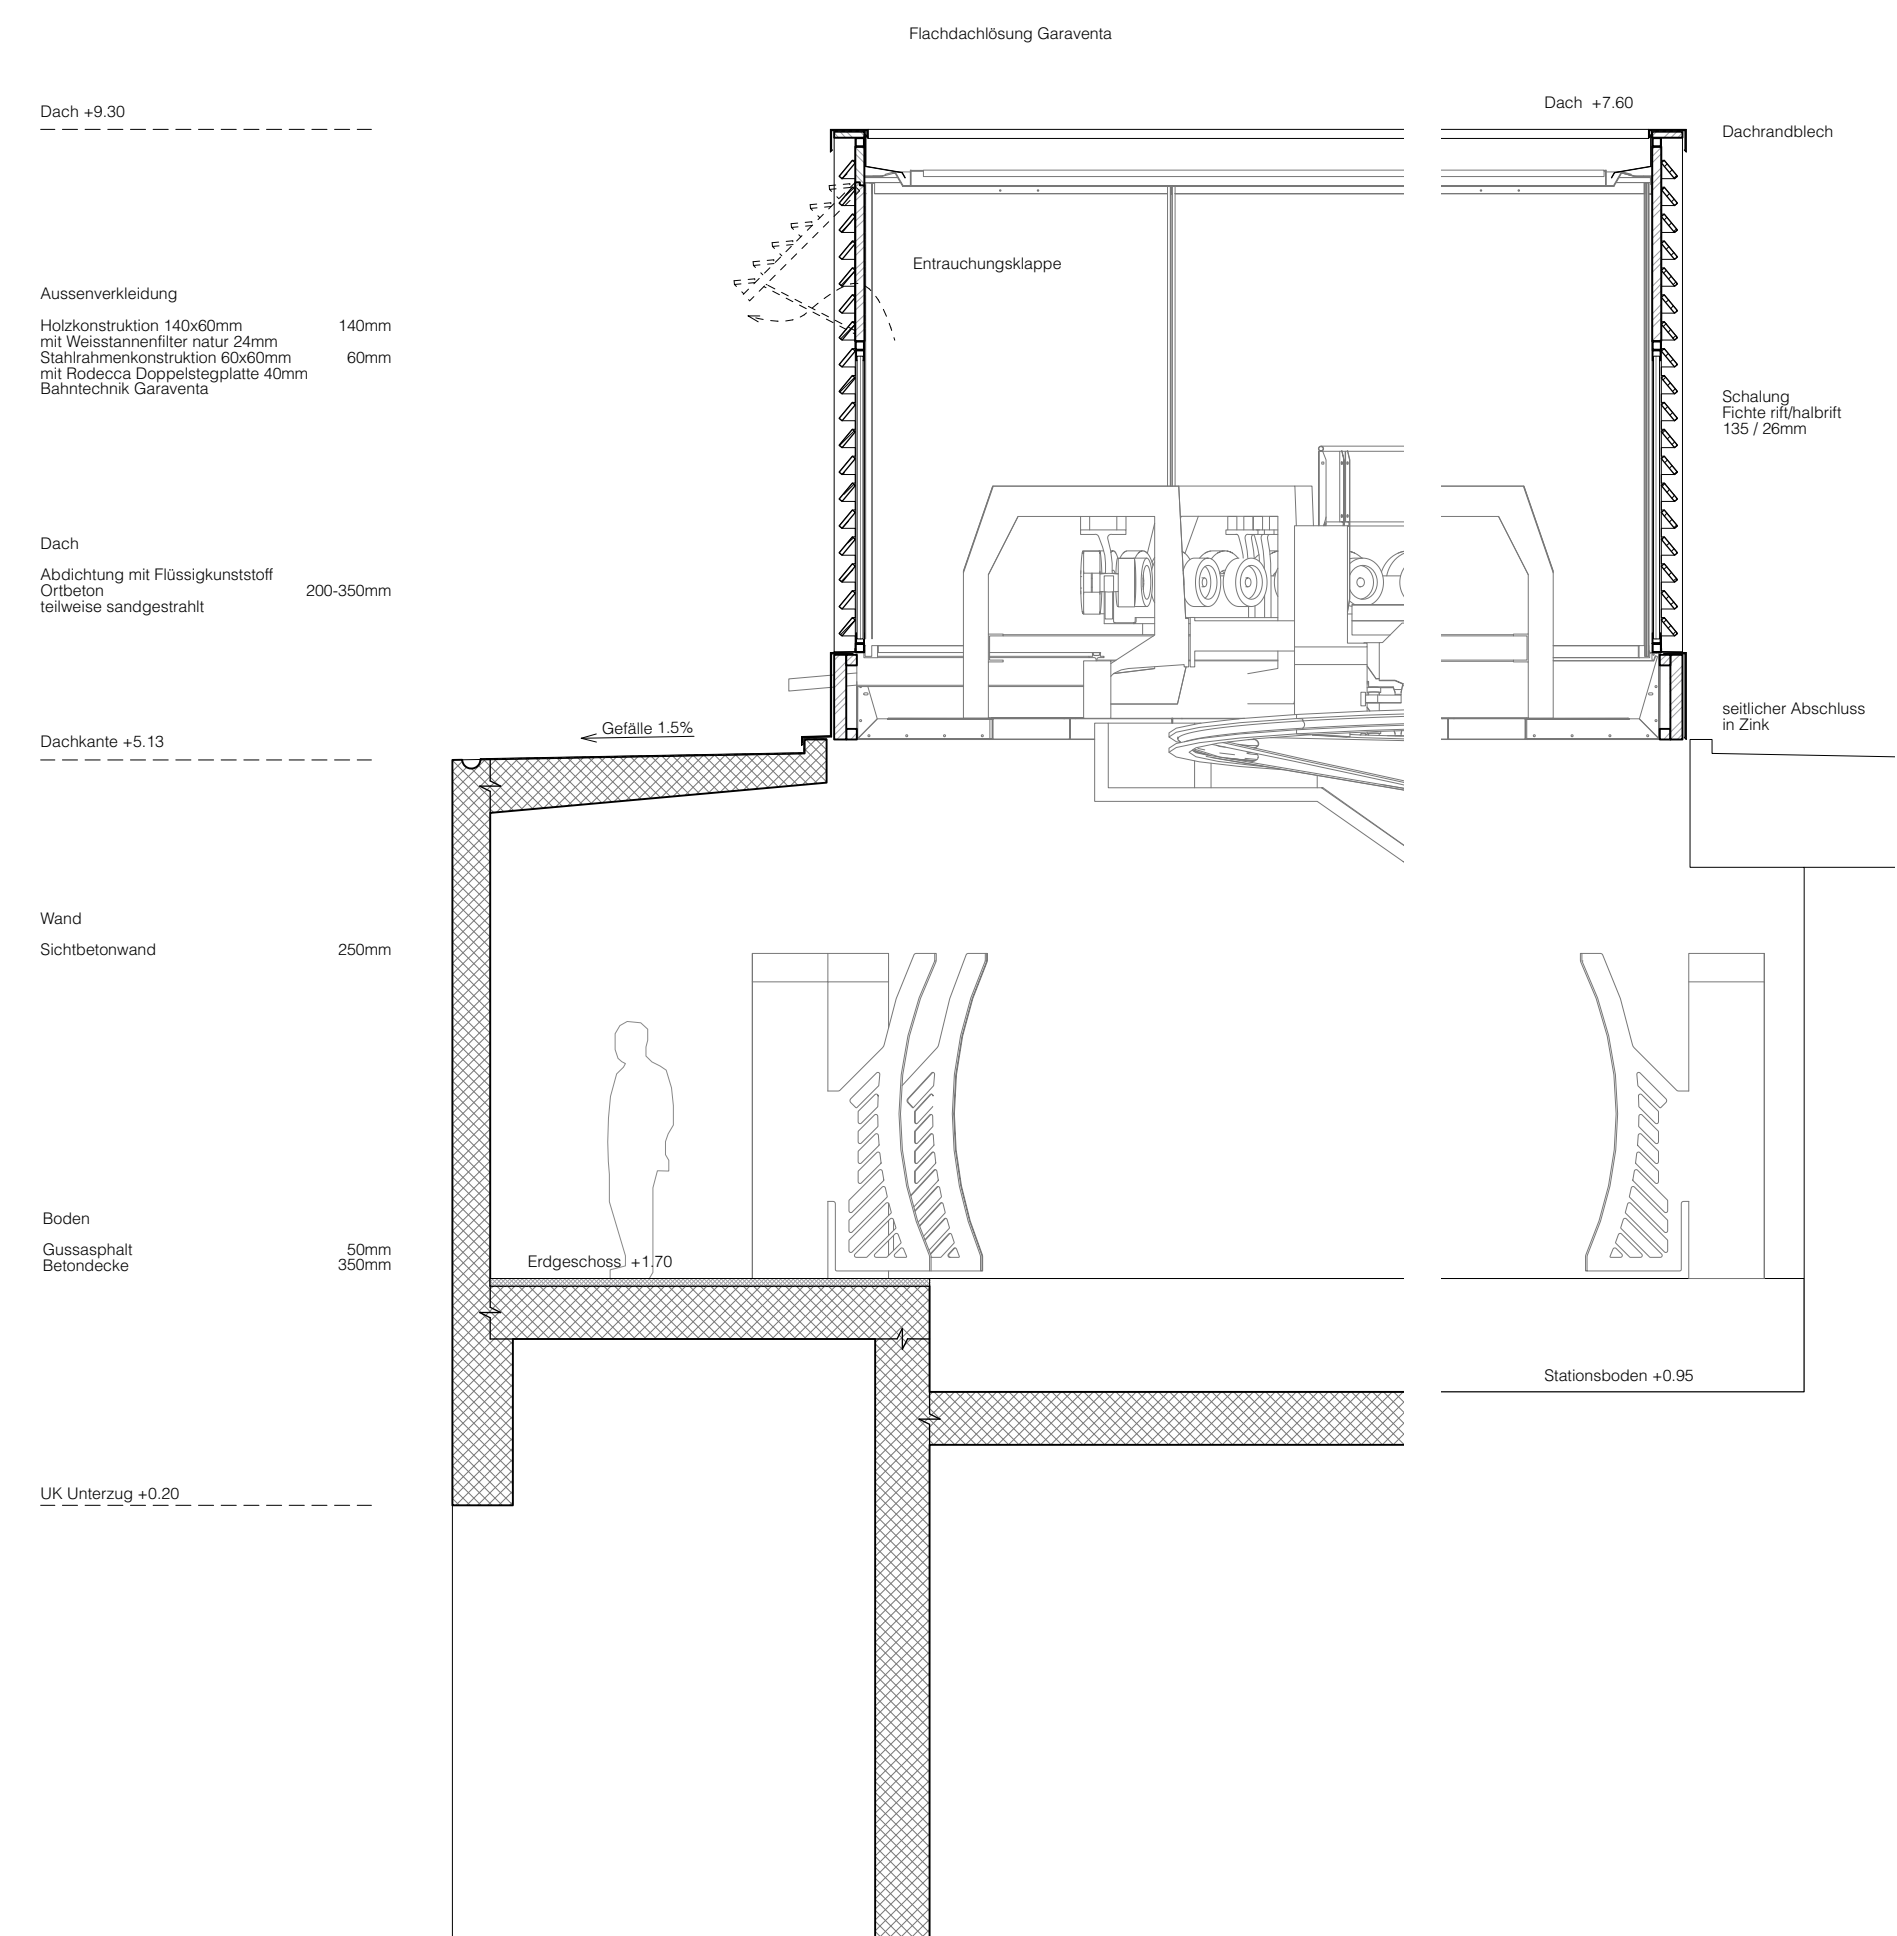 Flachdachlösung Garaventa
Dach +9.30
Dach +7.60
Dachrandblech
Entrauchungsklappe
Aussenverkleidung
Holzkonstruktion 140x60mm 140mm
mit Weisstannenfilter natur 24mm
Stahlrahmenkonstruktion 60x60mm 60mm
mit Rodecca Doppelstegplatte 40mm
Bahntechnik Garaventa
Schalung
Fichte rift/halbrift
135 / 26mm
Dach
Abdichtung mit Flüssigkunststoff
Ortbeton 200-350mm
teilweise sandgestrahlt
seitlicher Abschluss
in Zink
Gefälle 1.5%
Dachkante +5.13
Wand
Sichtbetonwand 250mm
Boden
Gussasphalt 50mm
Betondecke 350mm
Erdgeschoss +1.70
Stationsboden +0.95
UK Unterzug +0.20